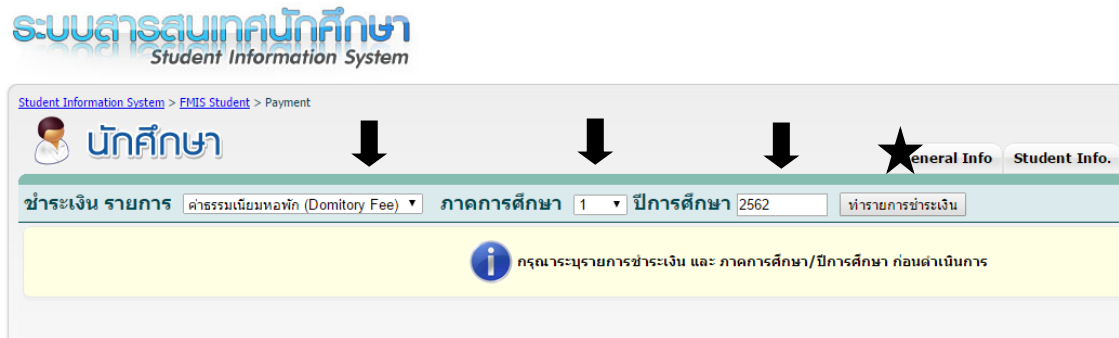 ระบบสารสนเทศนักศึกษา
Student Information System
Student Information System > FMIS Student > Payment
นักศึกษา
General Info Student Info.
ชำระเงิน รายการ ค่าธรรมเนียมหอพัก (Domitory Fee) ภาคการศึกษา 1 ปีการศึกษา 2562 ทำรายการชำระเงิน
กรุณาระบุรายการชำระเงิน และ ภาคการศึกษา/ปีการศึกษา ก่อนดำเนินการ